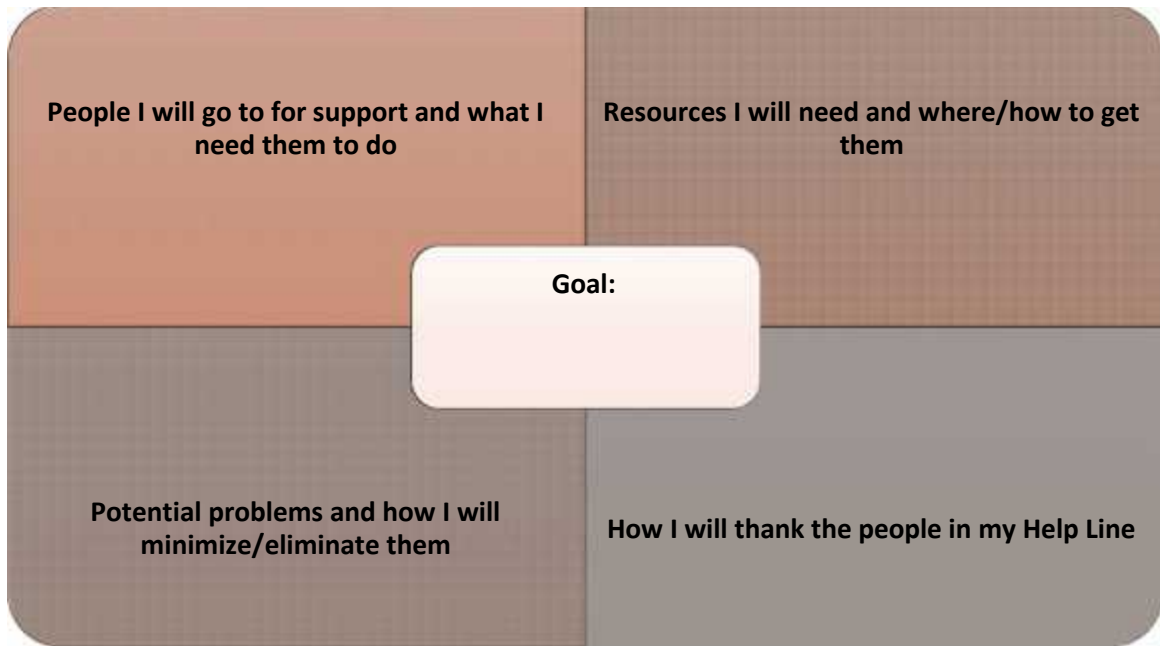 People I will go to for support and what I
need them to do
Resources I will need and where/how to get
them
Goal:
Potential problems and how I will
minimize/eliminate them
How I will thank the people in my Help Line